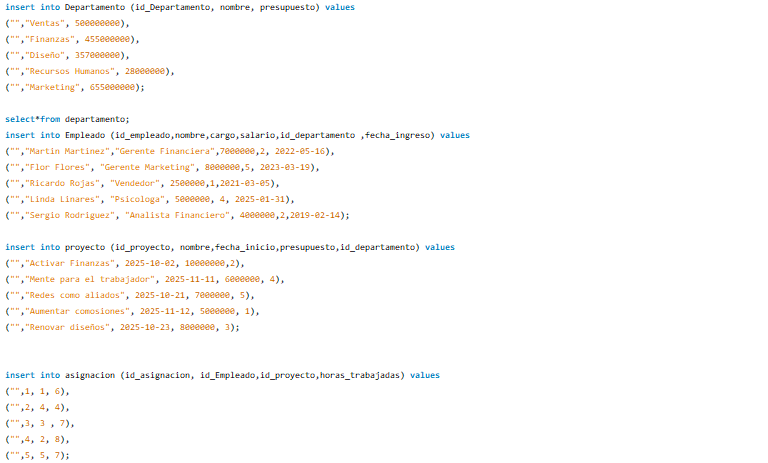 insert into Departamento (id_Departamento, nombre, presupuesto) values
("","Ventas", 500000000),
("","Finanzas", 455000000),
("","Diseño", 357000000),
("","Recursos Humanos", 28000000),
("","Marketing", 655000000);
select*from departamento;
insert into Empleado (id_empleado,nombre,cargo,salario,id_departamento ,fecha_ingreso) values
("","Martin Martinez","Gerente Financiera",7000000,2, 2022-05-16),
("","Flor Flores", "Gerente Marketing", 8000000,5, 2023-03-19),
("","Ricardo Rojas", "Vendedor", 2500000,1,2021-03-05),
("","Linda Linares", "Psicologa", 5000000, 4, 2025-01-31),
("","Sergio Rodriguez", "Analista Financiero", 4000000,2,2019-02-14);
insert into proyecto (id_proyecto, nombre,fecha_inicio,presupuesto,id_departamento) values
("","Activar Finanzas", 2025-10-02, 10000000,2),
("","Mente para el trabajador", 2025-11-11, 6000000, 4),
("","Redes como aliados", 2025-10-21, 7000000, 5),
("","Aumentar comosiones", 2025-11-12, 5000000, 1),
("","Renovar diseños", 2025-10-23, 8000000, 3);
insert into asignacion (id_asignacion, id_Empleado,id_proyecto,horas_trabajadas) values
("",1, 1, 6),
("",2, 4, 4),
("",3, 3 , 7),
("",4, 2, 8),
("",5, 5, 7);